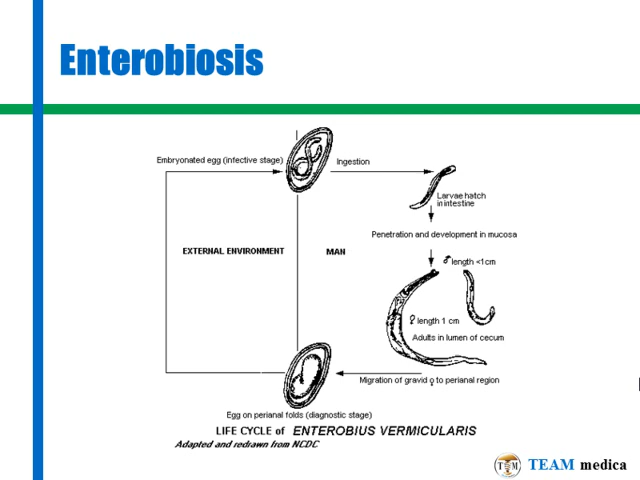 Enterobiosis
Embryonated egg (infective stage)
Ingestion
Larvae hatch
in intestine
Penetration and development in mucosa
EXTERNAL ENVIRONMENT
MAN
♂ length <1cm
♀ length 1 cm
Adults in lumen of cecum
Migration of gravid ♀ to perianal region
Egg on perianal folds (diagnostic stage)
LIFE CYCLE of ENTEROBIUS VERMICULARIS
Adapted and redrawn from NCDC
TEAM medica